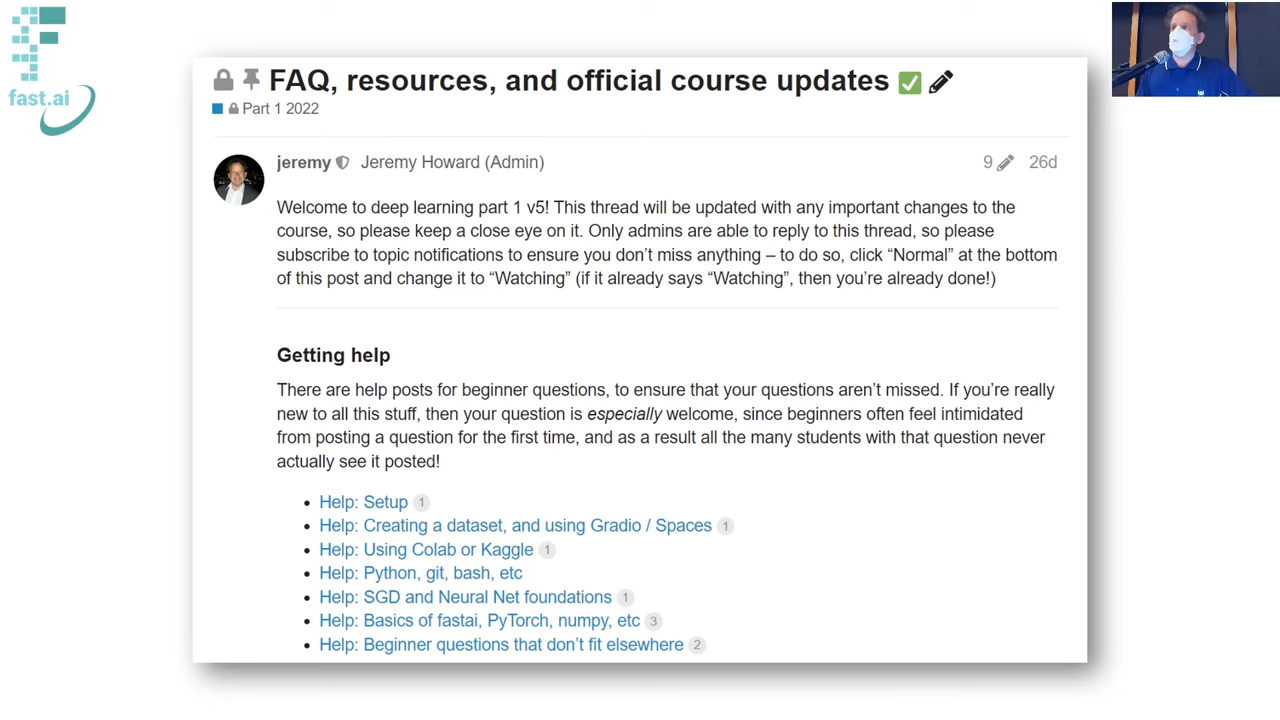 fast.ai
FAQ, resources, and official course updates
Part 1 2022
jeremy Jeremy Howard (Admin) 9 26d
Welcome to deep learning part 1 v5! This thread will be updated with any important changes to the
course, so please keep a close eye on it. Only admins are able to reply to this thread, so please
subscribe to topic notifications to ensure you don’t miss anything – to do so, click “Normal” at the bottom
of this post and change it to “Watching” (if it already says “Watching”, then you’re already done!)
Getting help
There are help posts for beginner questions, to ensure that your questions aren’t missed. If you’re really
new to all this stuff, then your question is especially welcome, since beginners often feel intimidated
from posting a question for the first time, and as a result all the many students with that question never
actually see it posted!
• Help: Setup 1
• Help: Creating a dataset, and using Gradio / Spaces 1
• Help: Using Colab or Kaggle 1
• Help: Python, git, bash, etc
• Help: SGD and Neural Net foundations 1
• Help: Basics of fastai, PyTorch, numpy, etc 3
• Help: Beginner questions that don’t fit elsewhere 2